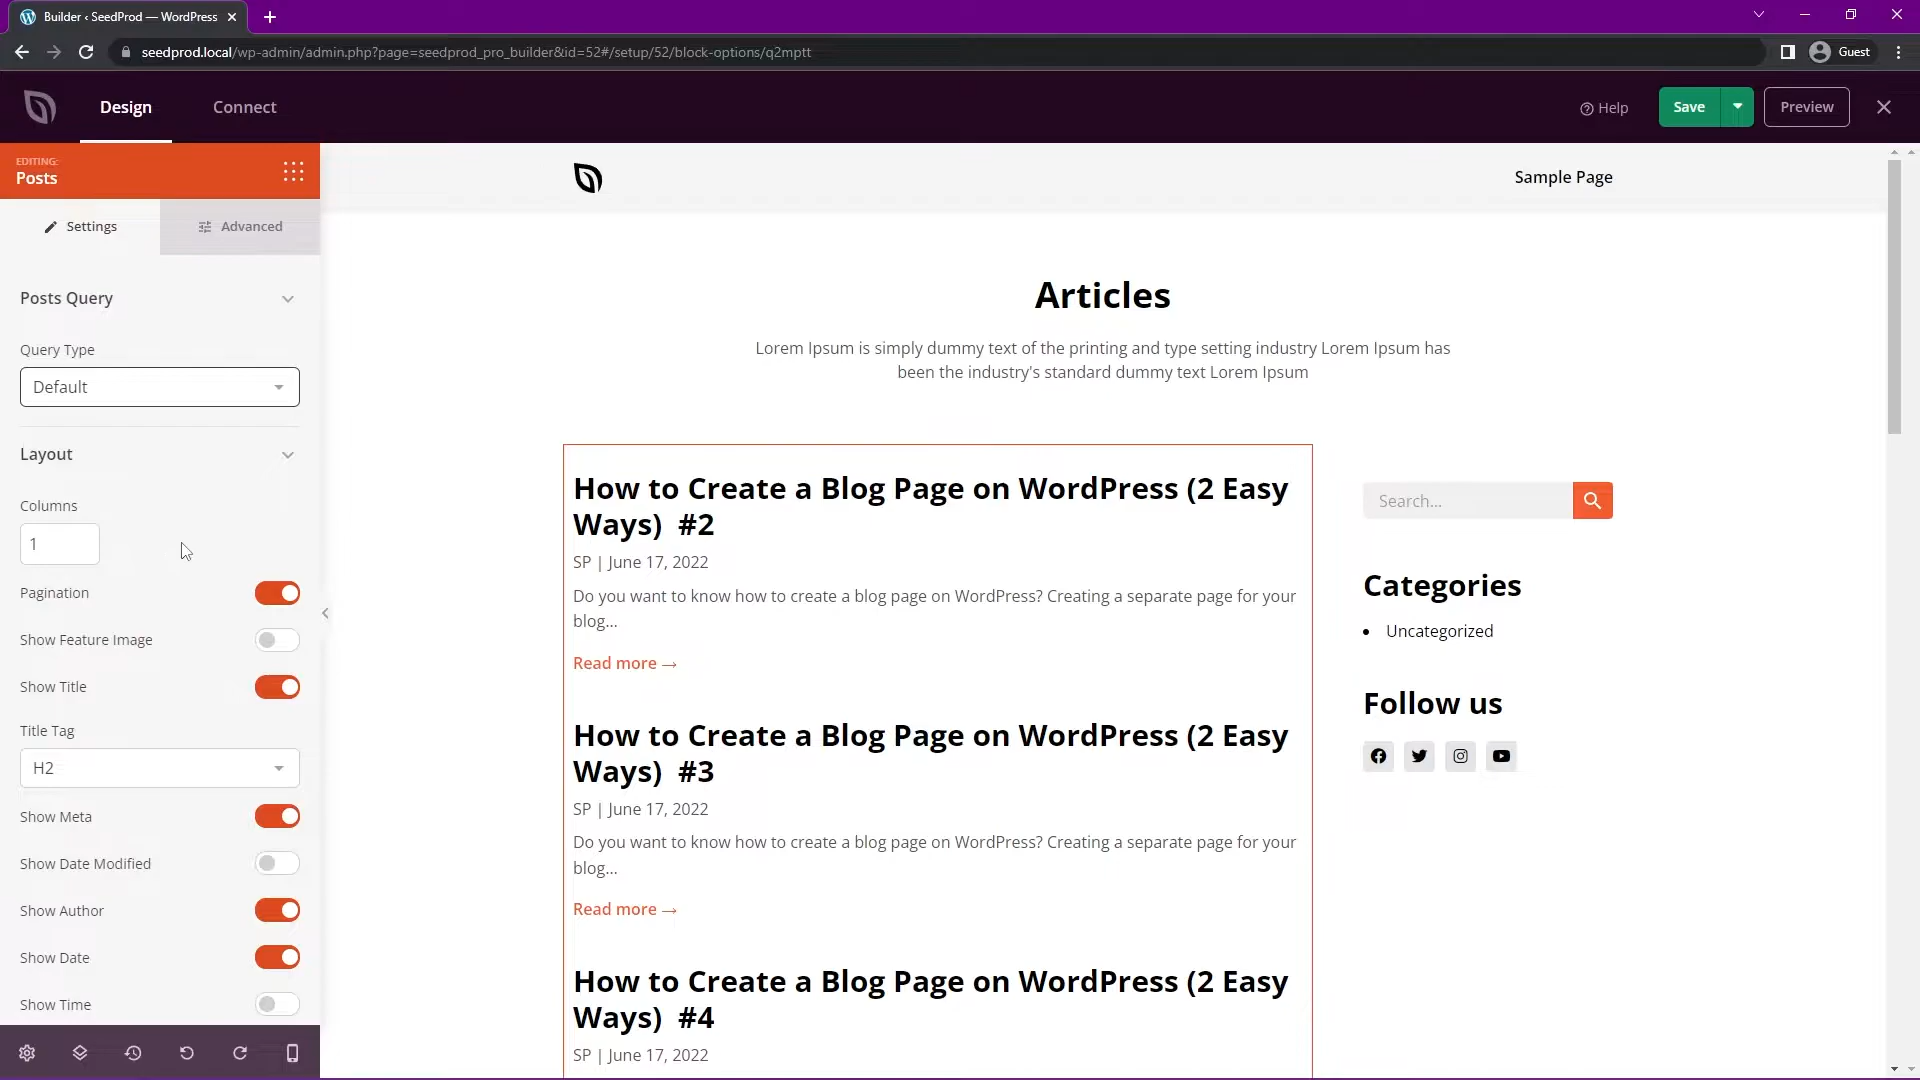 Builder ‹ SeedProd — WordPress
seedprod.local/wp-admin/admin.php?page=seedprod_pro_builder&id=52#/setup/52/block-options/q2mptt
Guest
Design
Connect
Help
Save
Preview
EDITING:
Posts
Settings
Advanced
Posts Query
Query Type
Default
Layout
Columns
1
Pagination
Show Feature Image
Show Title
Title Tag
H2
Show Meta
Show Date Modified
Show Author
Show Date
Show Time
Sample Page
Articles
Lorem Ipsum is simply dummy text of the printing and type setting industry Lorem Ipsum has
been the industry's standard dummy text Lorem Ipsum
How to Create a Blog Page on WordPress (2 Easy
Ways) #2
SP | June 17, 2022
Do you want to know how to create a blog page on WordPress? Creating a separate page for your
blog...
Read more →
How to Create a Blog Page on WordPress (2 Easy
Ways) #3
SP | June 17, 2022
Do you want to know how to create a blog page on WordPress? Creating a separate page for your
blog...
Read more →
How to Create a Blog Page on WordPress (2 Easy
Ways) #4
SP | June 17, 2022
Search...
Categories
Uncategorized
Follow us